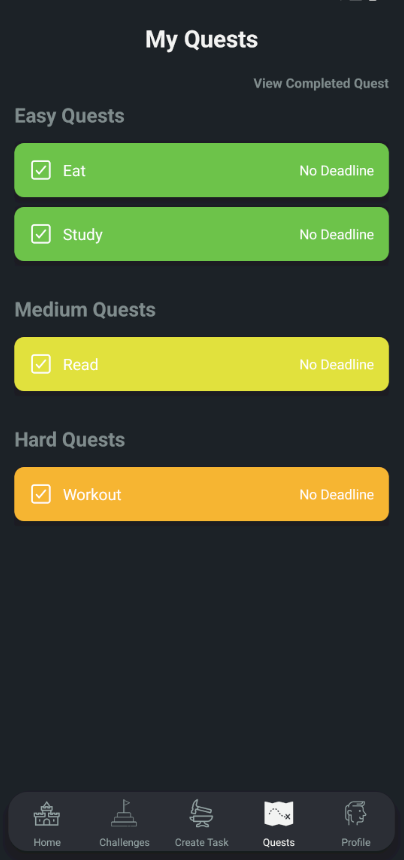 My Quests
View Completed Quest
Easy Quests
Eat No Deadline
Study No Deadline
Medium Quests
Read No Deadline
Hard Quests
Workout No Deadline
Home Challenges Create Task Quests Profile